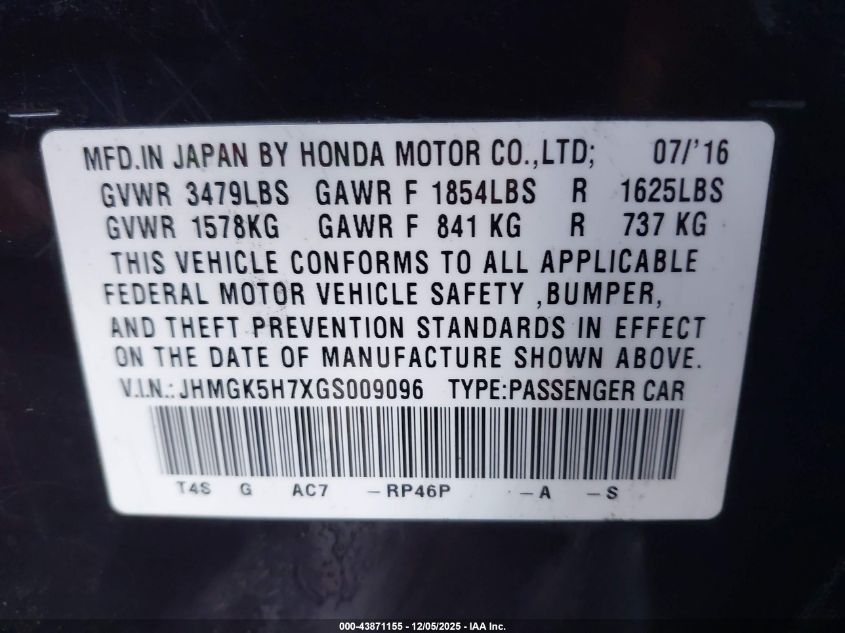 MFD.IN JAPAN BY HONDA MOTOR CO.,LTD; 07/'16
GVWR 3479LBS GAWR F 1854LBS R 1625LBS
GVWR 1578KG GAWR F 841 KG R 737 KG
THIS VEHICLE CONFORMS TO ALL APPLICABLE
FEDERAL MOTOR VEHICLE SAFETY ,BUMPER,
AND THEFT PREVENTION STANDARDS IN EFFECT
ON THE DATE OF MANUFACTURE SHOWN ABOVE.
V.I.N.:JHMGK5H7XGS009096 TYPE:PASSENGER CAR
T4S G AC7 -RP46P -A -S
000-43871155 - 12/05/2025 - IAA Inc.